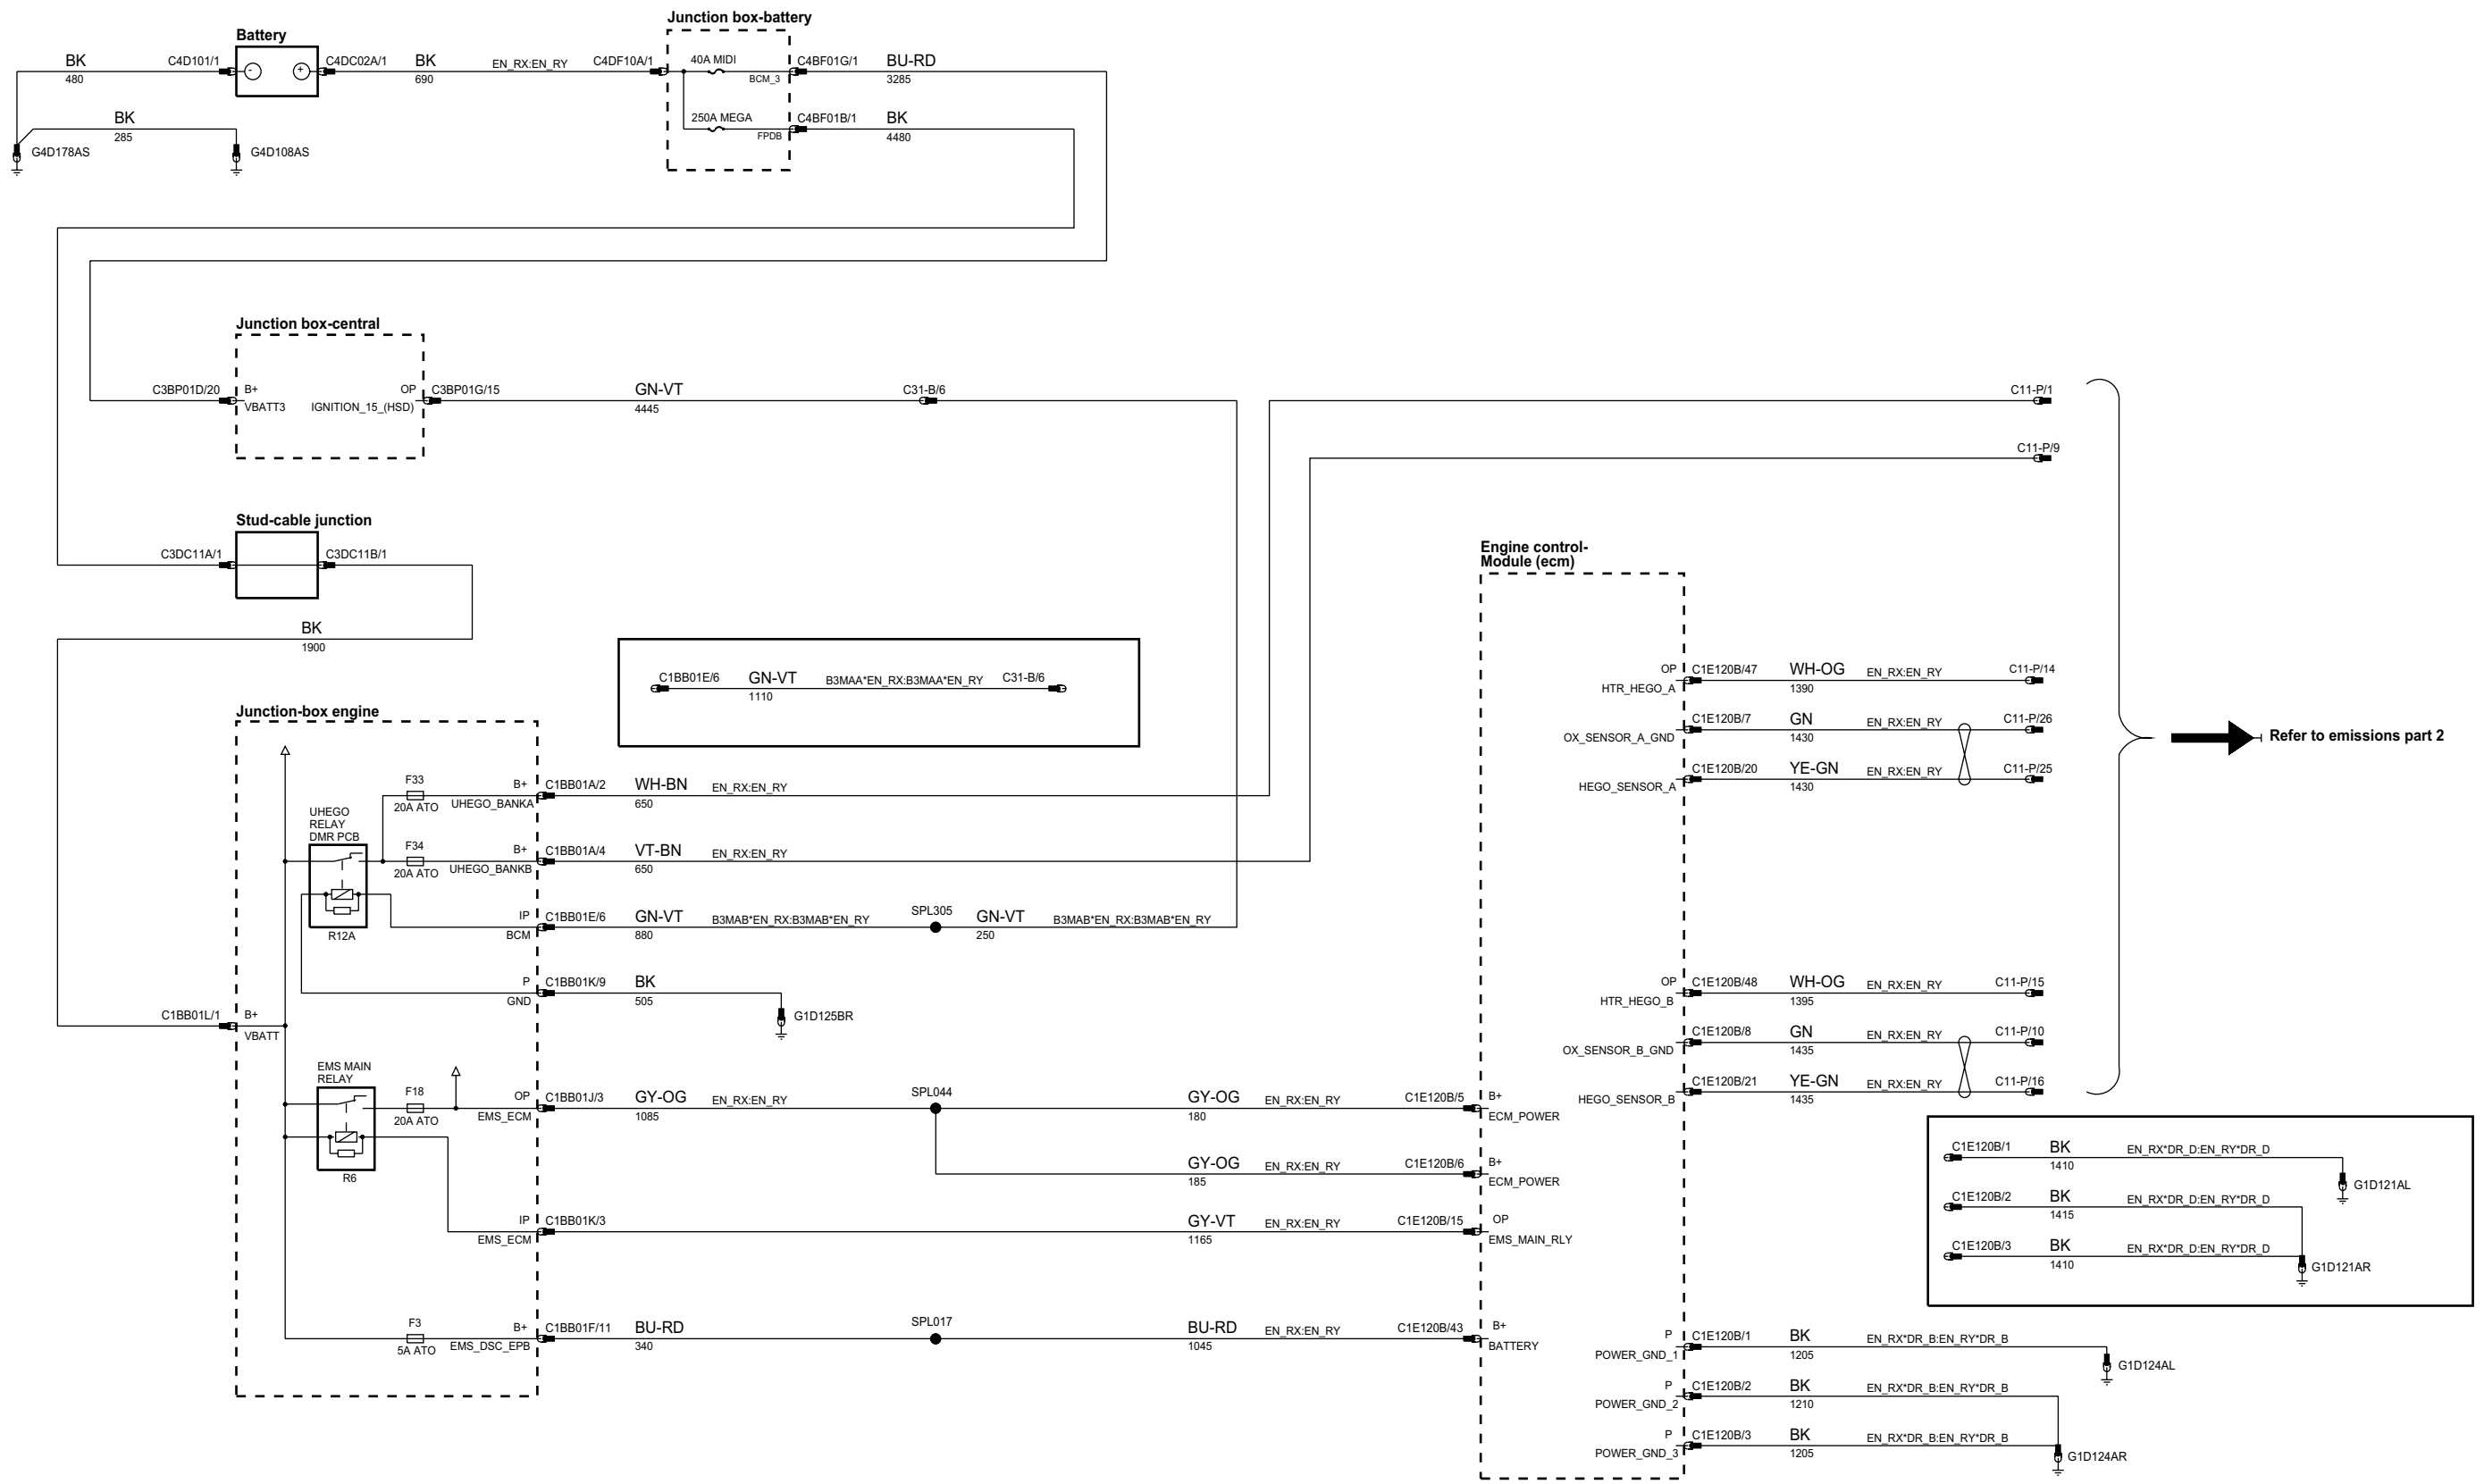 Junction box-battery
Battery
BK
480
C4D101/1
-
+
C4DC02A/1
BK
690
EN_RX:EN_RY
C4DF10A/1
40A MIDI
BCM_3
C4BF01G/1
BU-RD
3285
BK
285
250A MEGA
FPDB
C4BF01B/1
BK
4480
G4D178AS
G4D108AS
Junction box-central
C3BP01D/20
B+
VBATT3
OP
IGNITION_15_(HSD)
C3BP01G/15
GN-VT
4445
C31-B/6
C11-P/1
C11-P/9
Stud-cable junction
C3DC11A/1
C3DC11B/1
BK
1900
Engine control-
Module (ecm)
C1BB01E/6
GN-VT
1110
B3MAA*EN_RX:B3MAA*EN_RY
C31-B/6
OP
HTR_HEGO_A
C1E120B/47
WH-OG
1390
EN_RX:EN_RY
C11-P/14
OX_SENSOR_A_GND
C1E120B/7
GN
1430
EN_RX:EN_RY
C11-P/26
HEGO_SENSOR_A
C1E120B/20
YE-GN
1430
EN_RX:EN_RY
C11-P/25
Refer to emissions part 2
Junction-box engine
F33
20A ATO
B+
UHEGO_BANKA
C1BB01A/2
WH-BN
650
EN_RX:EN_RY
UHEGO
RELAY
DMR PCB
R12A
F34
20A ATO
B+
UHEGO_BANKB
C1BB01A/4
VT-BN
650
EN_RX:EN_RY
IP
BCM
C1BB01E/6
GN-VT
880
B3MAB*EN_RX:B3MAB*EN_RY
SPL305
GN-VT
250
B3MAB*EN_RX:B3MAB*EN_RY
P
GND
C1BB01K/9
BK
505
G1D125BR
C1BB01L/1
B+
VBATT
OP
HTR_HEGO_B
C1E120B/48
WH-OG
1395
EN_RX:EN_RY
C11-P/15
OX_SENSOR_B_GND
C1E120B/8
GN
1435
EN_RX:EN_RY
C11-P/10
HEGO_SENSOR_B
C1E120B/21
YE-GN
1435
EN_RX:EN_RY
C11-P/16
EMS MAIN
RELAY
R6
F18
20A ATO
OP
EMS_ECM
C1BB01J/3
GY-OG
1085
EN_RX:EN_RY
SPL044
GY-OG
180
EN_RX:EN_RY
C1E120B/5
B+
ECM_POWER
GY-OG
185
EN_RX:EN_RY
C1E120B/6
B+
ECM_POWER
IP
EMS_ECM
C1BB01K/3
GY-VT
1165
EN_RX:EN_RY
C1E120B/15
OP
EMS_MAIN_RLY
C1E120B/1
BK
1410
EN_RX*DR_D:EN_RY*DR_D
G1D121AL
C1E120B/2
BK
1415
EN_RX*DR_D:EN_RY*DR_D
C1E120B/3
BK
1410
EN_RX*DR_D:EN_RY*DR_D
G1D121AR
F3
5A ATO
B+
EMS_DSC_EPB
C1BB01F/11
BU-RD
340
SPL017
BU-RD
1045
EN_RX:EN_RY
C1E120B/43
B+
BATTERY
P
POWER_GND_1
C1E120B/1
BK
1205
EN_RX*DR_B:EN_RY*DR_B
G1D124AL
P
POWER_GND_2
C1E120B/2
BK
1210
EN_RX*DR_B:EN_RY*DR_B
P
POWER_GND_3
C1E120B/3
BK
1205
EN_RX*DR_B:EN_RY*DR_B
G1D124AR